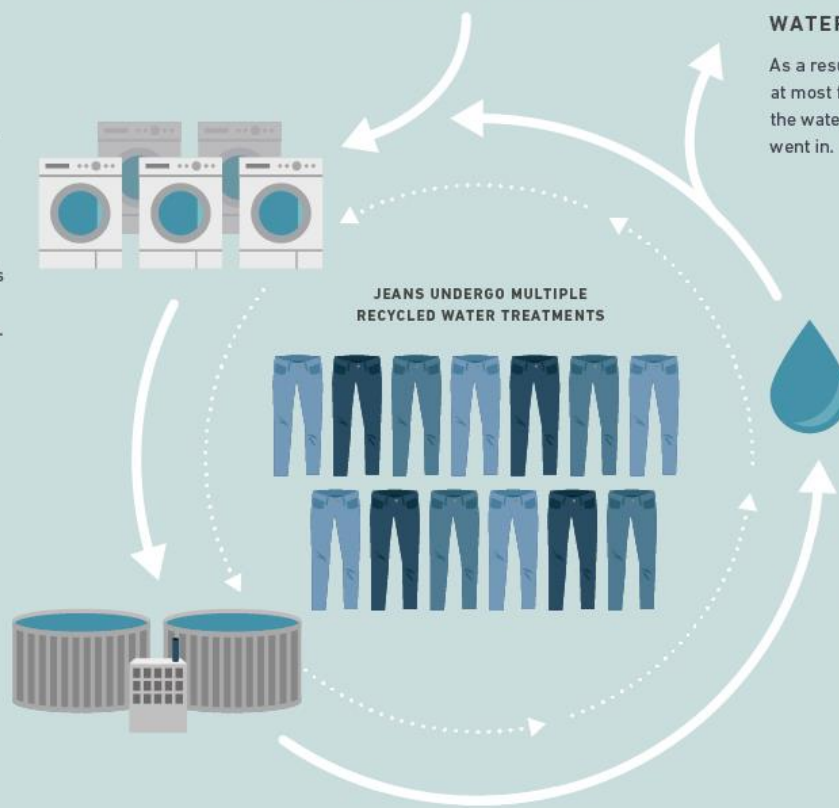 WATER
As a resu
at most f
the wate
went in.
s
.
JEANS UNDERGO MULTIPLE
RECYCLED WATER TREATMENTS